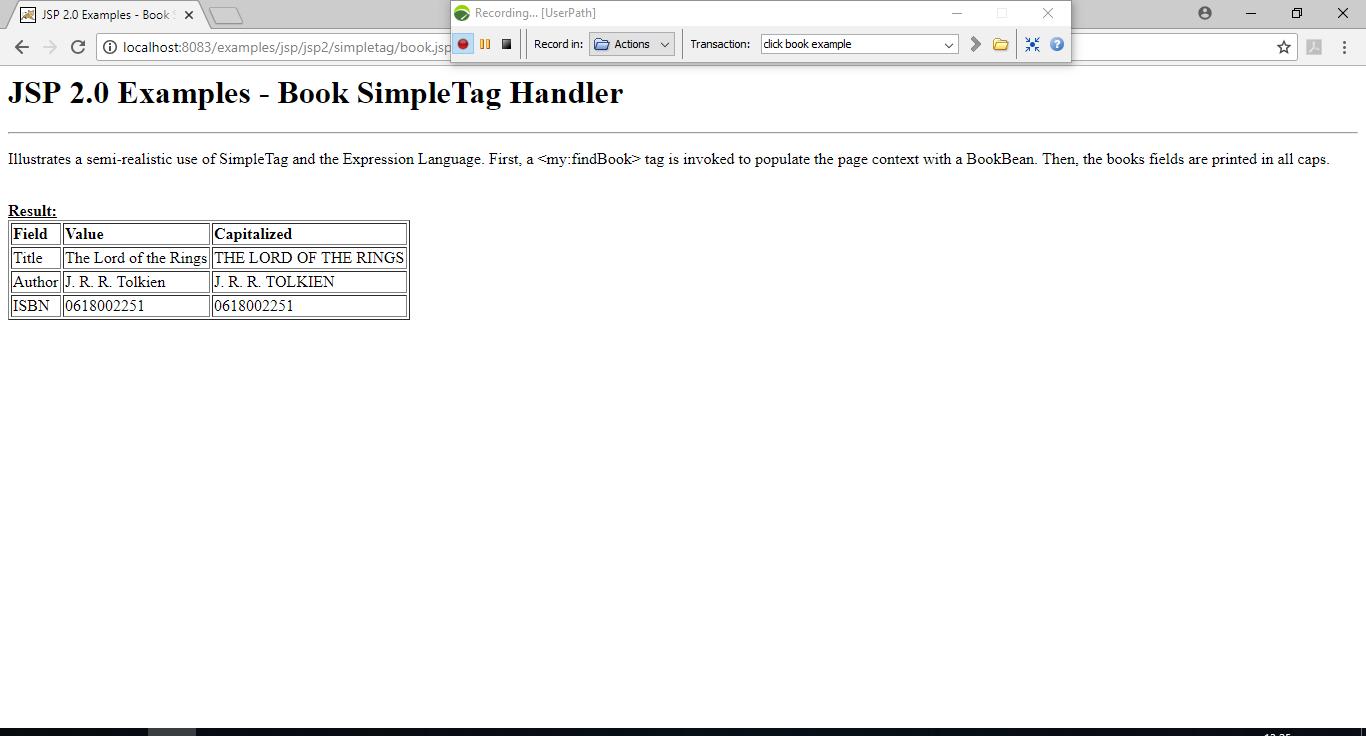 JSP 2.0 Examples - Book
Recording... [UserPath]
localhost:8083/examples/jsp/jsp2/simpletag/book.jsp
Record in: Actions Transaction: click book example
JSP 2.0 Examples - Book SimpleTag Handler
Illustrates a semi-realistic use of SimpleTag and the Expression Language. First, a <my:findBook> tag is invoked to populate the page context with a BookBean. Then, the books fields are printed in all caps.
Result:
Field Value Capitalized
Title The Lord of the Rings THE LORD OF THE RINGS
Author J. R. R. Tolkien J. R. R. TOLKIEN
ISBN 0618002251 0618002251